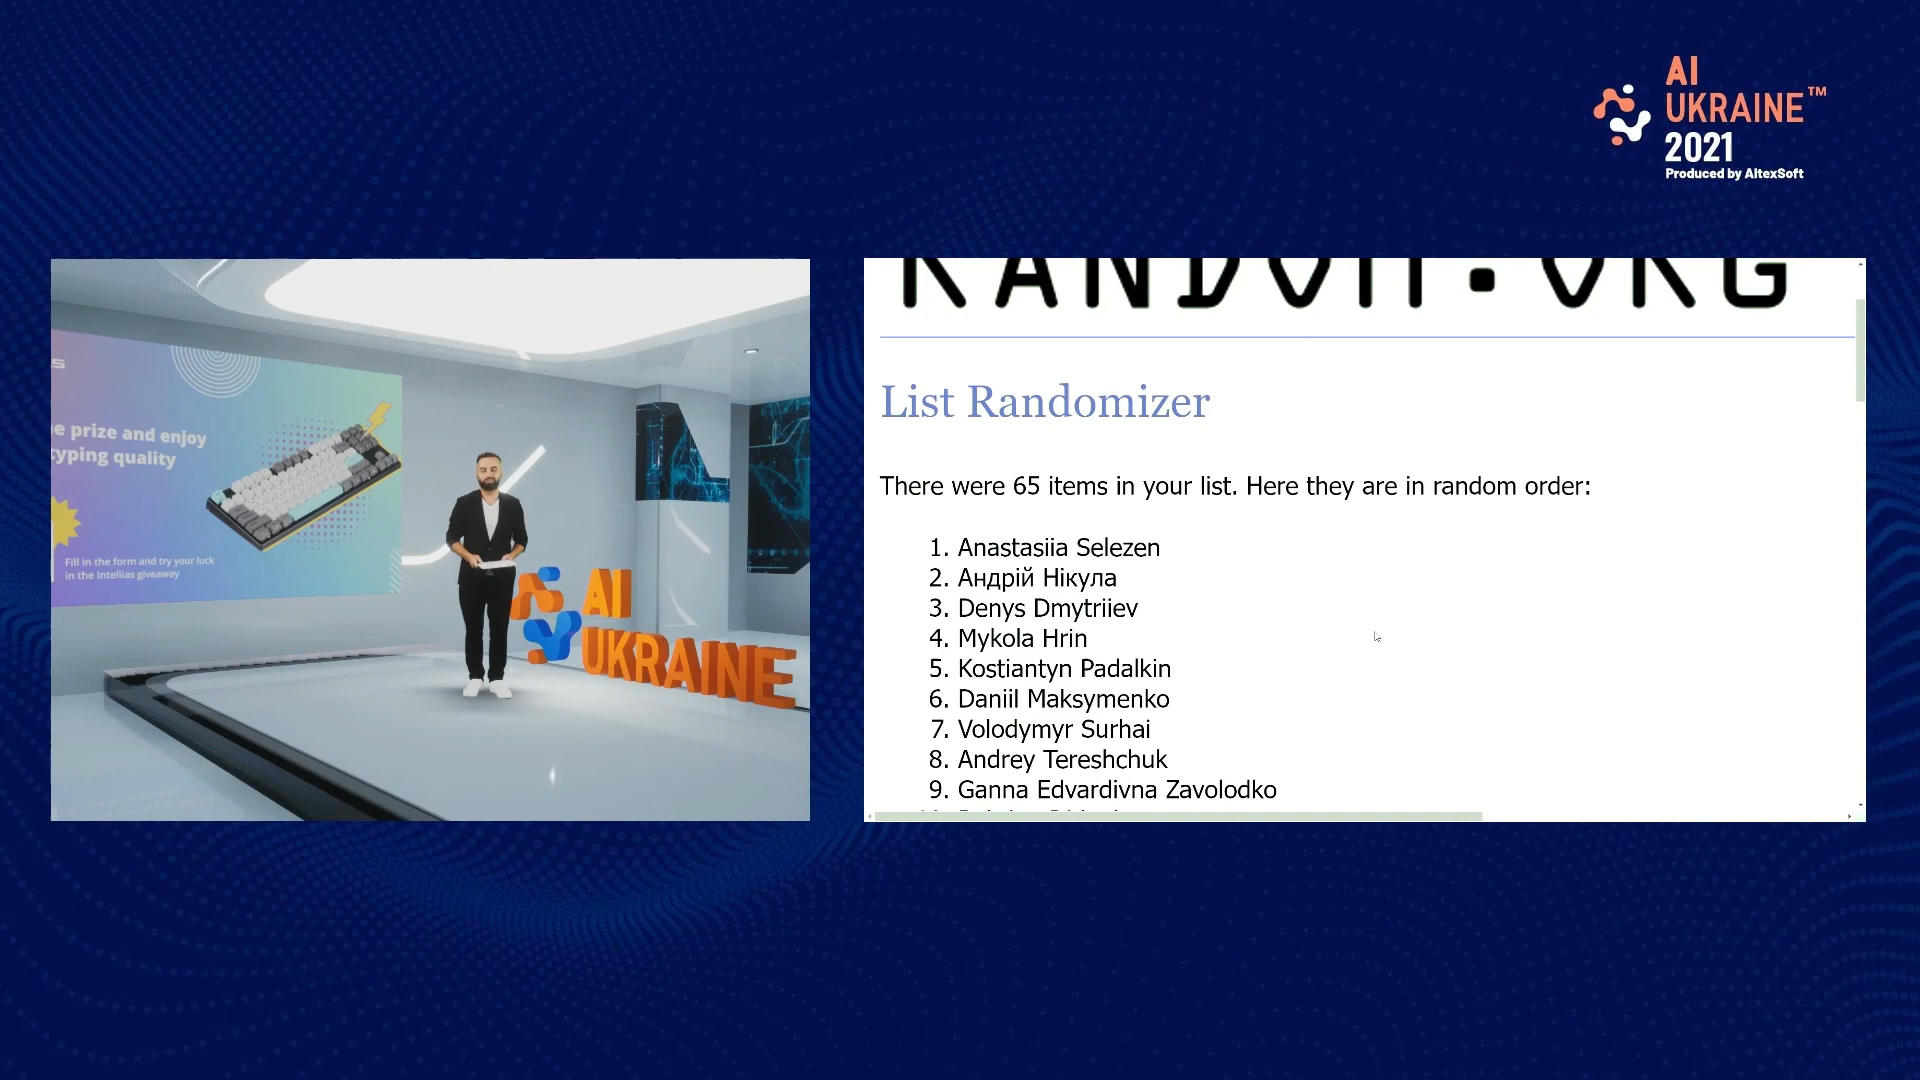 AI
UKRAINE™
2021
Produced by AltexSoft
e prize and enjoy
typing quality
Fill in the form and try your luck
in the Intellias giveaway
AI
UKRAINE
RANDOM.ORG
List Randomizer
There were 65 items in your list. Here they are in random order:
1. Anastasiia Selezen
2. Андрій Нікула
3. Denys Dmytriiev
4. Mykola Hrin
5. Kostiantyn Padalkin
6. Daniil Maksymenko
7. Volodymyr Surhai
8. Andrey Tereshchuk
9. Ganna Edvardivna Zavolodko